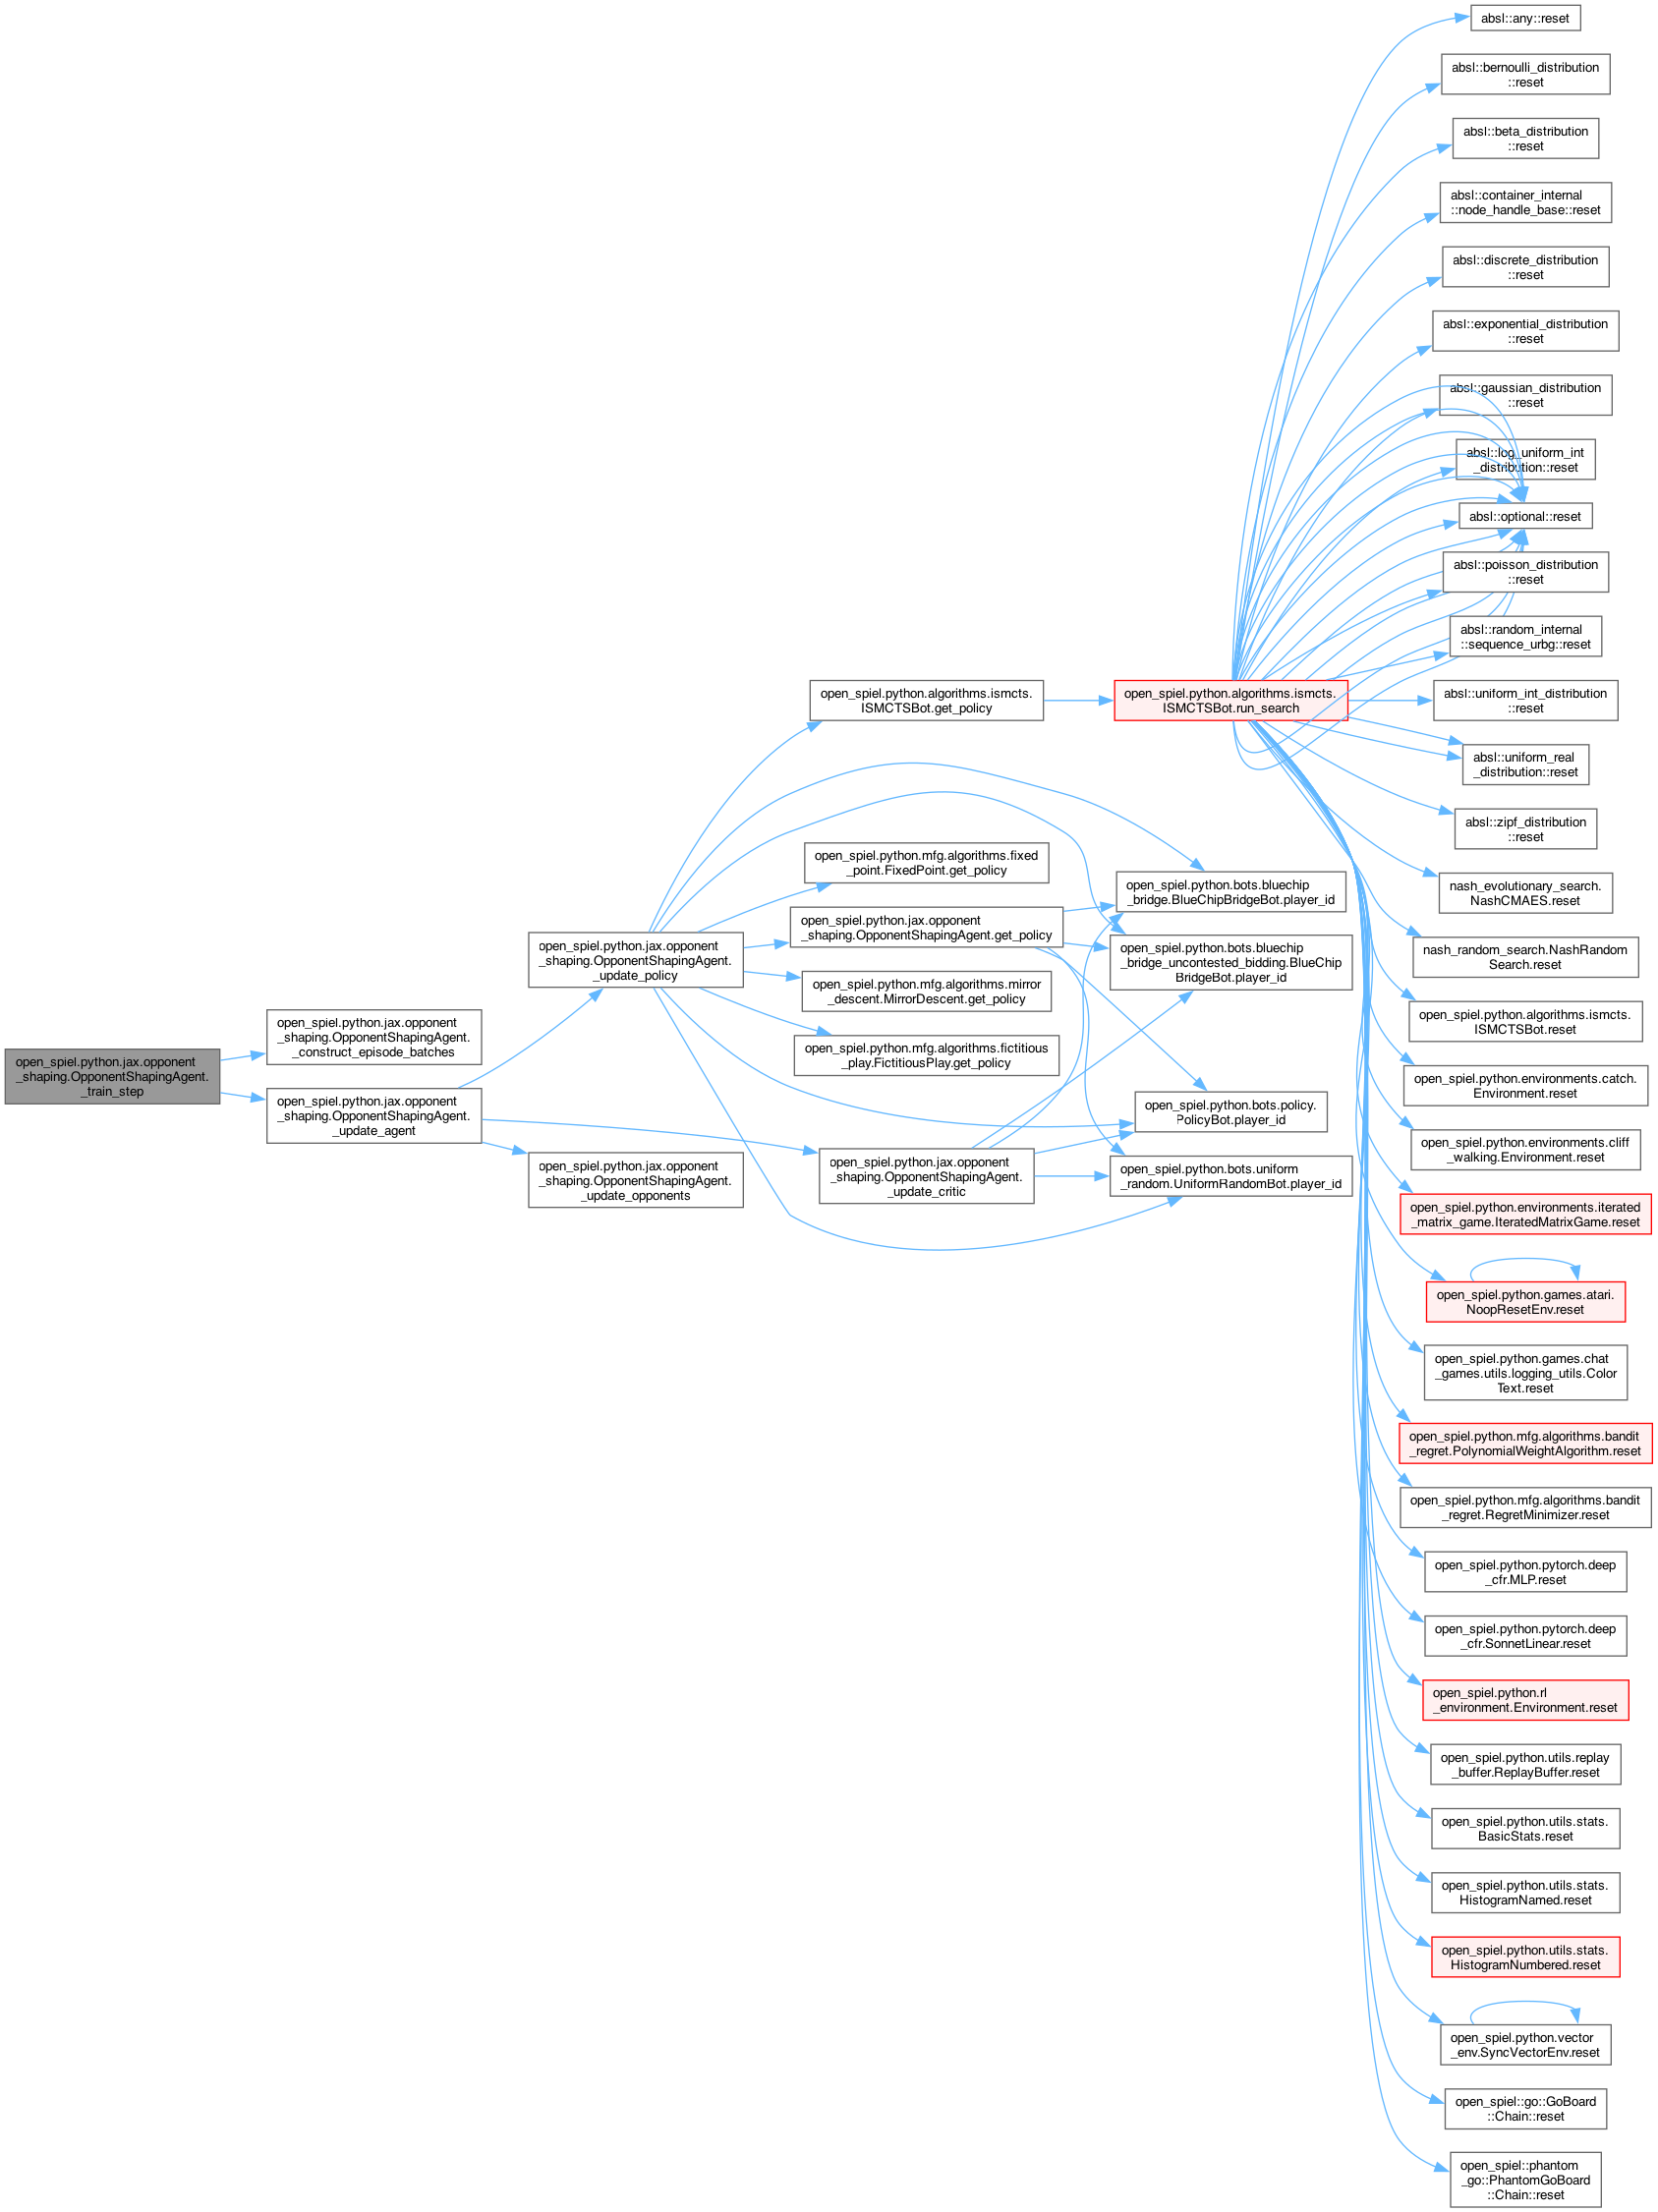 open_spiel.python.jax.opponent
_shaping.OpponentShapingAgent.
_train_step
open_spiel.python.jax.opponent
_shaping.OpponentShapingAgent.
_construct_episode_batches
open_spiel.python.jax.opponent
_shaping.OpponentShapingAgent.
_update_agent
open_spiel.python.jax.opponent
_shaping.OpponentShapingAgent.
_update_policy
open_spiel.python.jax.opponent
_shaping.OpponentShapingAgent.
_update_opponents
open_spiel.python.algorithms.ismcts.
ISMCTSBot.get_policy
open_spiel.python.mfg.algorithms.fixed
_point.FixedPoint.get_policy
open_spiel.python.jax.opponent
_shaping.OpponentShapingAgent.get_policy
open_spiel.python.mfg.algorithms.mirror
_descent.MirrorDescent.get_policy
open_spiel.python.mfg.algorithms.fictitious
_play.FictitiousPlay.get_policy
open_spiel.python.jax.opponent
_shaping.OpponentShapingAgent.
_update_critic
open_spiel.python.algorithms.ismcts.
ISMCTSBot.run_search
open_spiel.python.bots.bluechip
_bridge.BlueChipBridgeBot.player_id
open_spiel.python.bots.bluechip
_bridge_uncontested_bidding.BlueChip
BridgeBot.player_id
open_spiel.python.bots.policy.
PolicyBot.player_id
open_spiel.python.bots.uniform
_random.UniformRandomBot.player_id
absl::any::reset
absl::bernoulli_distribution
::reset
absl::beta_distribution
::reset
absl::container_internal
::node_handle_base::reset
absl::discrete_distribution
::reset
absl::exponential_distribution
::reset
absl::gaussian_distribution
::reset
absl::log_uniform_int
_distribution::reset
absl::optional::reset
absl::poisson_distribution
::reset
absl::random_internal
::sequence_urbg::reset
absl::uniform_int_distribution
::reset
absl::uniform_real
_distribution::reset
absl::zipf_distribution
::reset
nash_evolutionary_search.
NashCMAES.reset
nash_random_search.NashRandom
Search.reset
open_spiel.python.algorithms.ismcts.
ISMCTSBot.reset
open_spiel.python.environments.catch.
Environment.reset
open_spiel.python.environments.cliff
_walking.Environment.reset
open_spiel.python.environments.iterated
_matrix_game.IteratedMatrixGame.reset
open_spiel.python.games.atari.
NoopResetEnv.reset
open_spiel.python.games.chat
_games.utils.logging_utils.Color
Text.reset
open_spiel.python.mfg.algorithms.bandit
_regret.PolynomialWeightAlgorithm.reset
open_spiel.python.mfg.algorithms.bandit
_regret.RegretMinimizer.reset
open_spiel.python.pytorch.deep
_cfr.MLP.reset
open_spiel.python.pytorch.deep
_cfr.SonnetLinear.reset
open_spiel.python.rl
_environment.Environment.reset
open_spiel.python.utils.replay
_buffer.ReplayBuffer.reset
open_spiel.python.utils.stats.
BasicStats.reset
open_spiel.python.utils.stats.
HistogramNamed.reset
open_spiel.python.utils.stats.
HistogramNumbered.reset
open_spiel.python.vector
_env.SyncVectorEnv.reset
open_spiel::go::GoBoard
::Chain::reset
open_spiel::phantom
_go::PhantomGoBoard
::Chain::reset